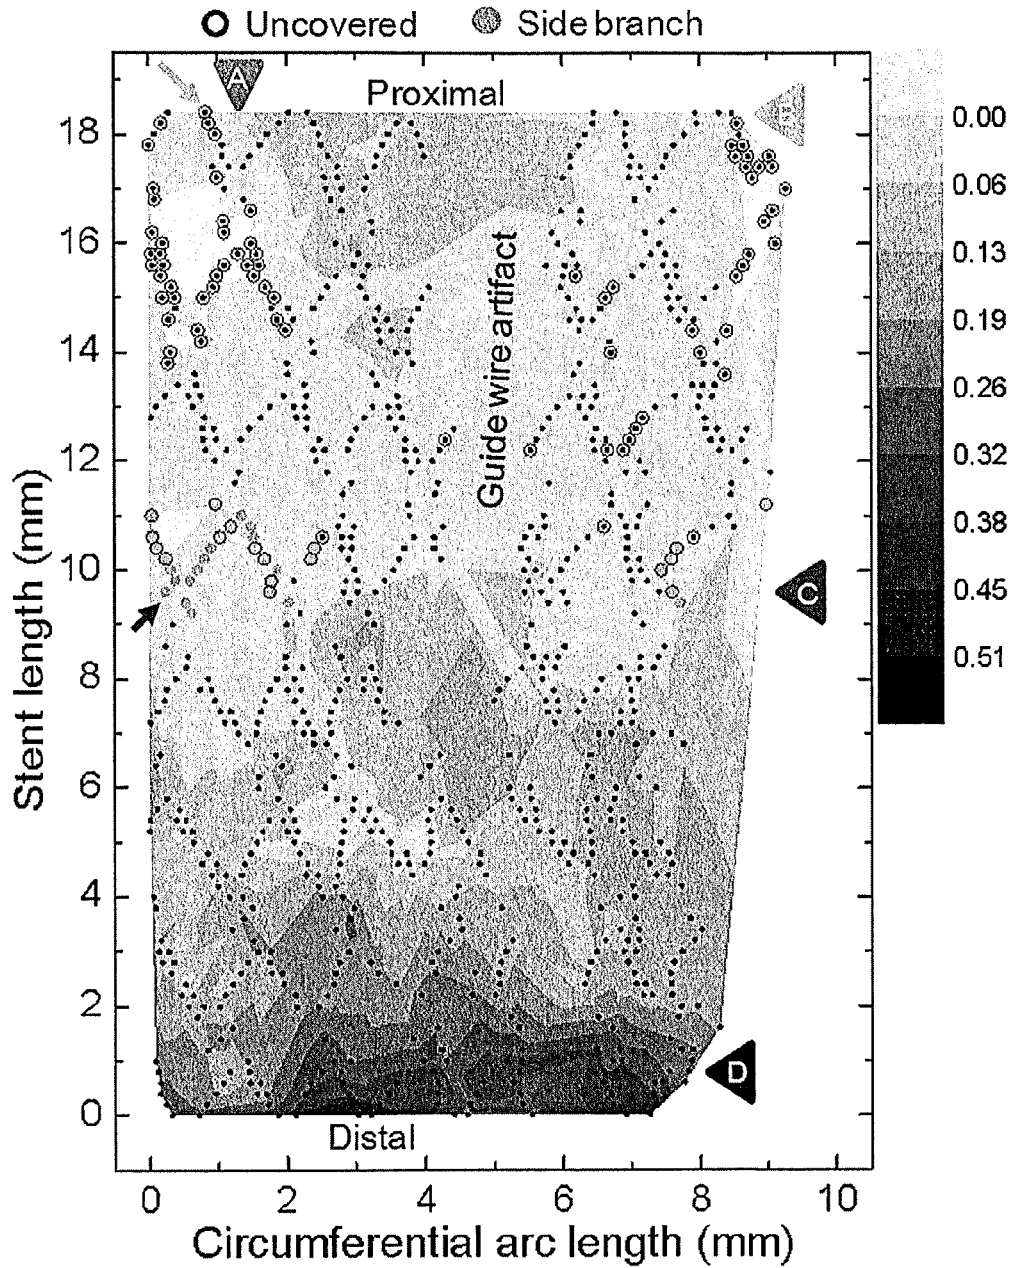 Uncovered Side branch
A
Proximal
Guide wire artifact
C
D
Distal
Stent length (mm)
18
16
14
12
10
8
6
4
2
0
0 2 4 6 8 10
Circumferential arc length (mm)
0.00
0.06
0.13
0.19
0.26
0.32
0.38
0.45
0.51